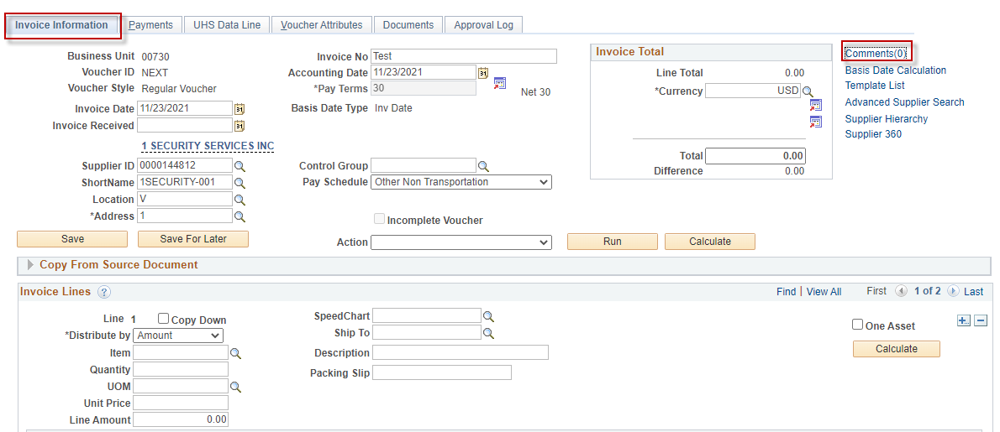 Invoice Information Payments UHS Data Line Voucher Attributes Documents Approval Log
Business Unit 00730 Invoice No Test Invoice Total Comments(0)
Voucher ID NEXT Accounting Date 11/23/2021 31 Line Total 0.00 Basis Date Calculation
Voucher Style Regular Voucher *Pay Terms 30 Net 30 *Currency USD Template List
Invoice Date 11/23/2021 31 Basis Date Type Inv Date Advanced Supplier Search
Invoice Received 31 Supplier Hierarchy
Supplier 360
1 SECURITY SERVICES INC
Supplier ID 0000144812 Control Group Total 0.00
ShortName 1SECURITY-001 Pay Schedule Other Non Transportation Difference 0.00
Location V
*Address 1 Incomplete Voucher
Save Save For Later Action Run Calculate
Copy From Source Document
Invoice Lines ? Find | View All First 1 of 2 Last
Line 1 Copy Down SpeedChart One Asset
*Distribute by Amount Ship To
Item Description Calculate
Quantity Packing Slip
UOM
Unit Price
Line Amount 0.00